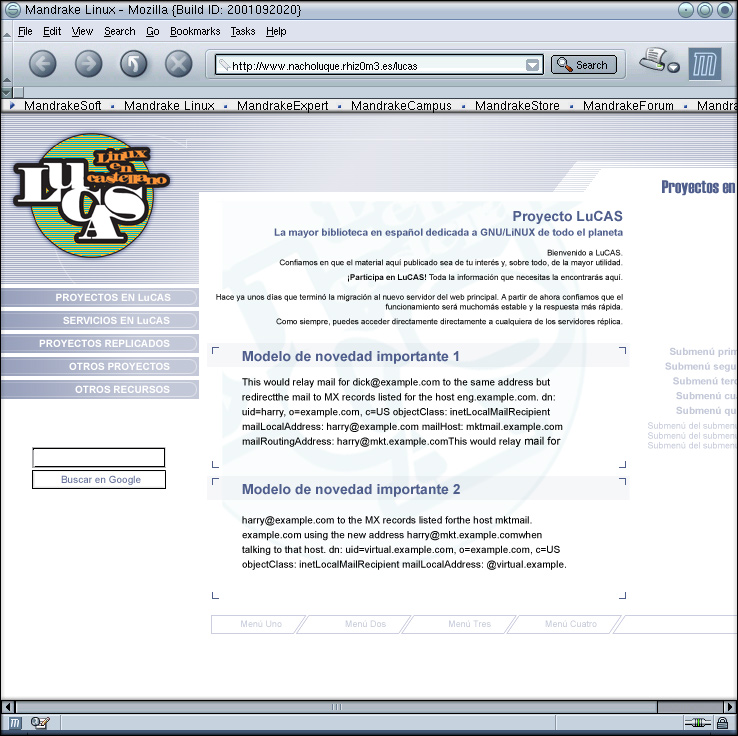 Mandrake Linux - Mozilla {Build ID: 2001092020}
File Edit View Search Go Bookmarks Tasks Help
http://www.nacholuque.rhiz0m3.es/lucas
Search
MandrakeSoft Mandrake Linux MandrakeExpert MandrakeCampus MandrakeStore MandrakeForum Mandra
Linux
en
castellano
LuCAS
Proyectos en
Proyecto LuCAS
La mayor biblioteca en español dedicada a GNU/LiNUX de todo el planeta
Bienvenido a LuCAS.
Confiamos en que el material aquí publicado sea de tu interés y, sobre todo, de la mayor utilidad.
¡Participa en LuCAS! Toda la información que necesitas la encontrarás aquí.
Hace ya unos días que terminó la migración al nuevo servidor del web principal. A partir de ahora confiamos que el
funcionamiento será muchomás estable y la respuesta más rápida.
Como siempre, puedes acceder directamente directamente a cualquiera de los servidores réplica.
PROYECTOS EN LuCAS
SERVICIOS EN LuCAS
PROYECTOS REPLICADOS
OTROS PROYECTOS
OTROS RECURSOS
Buscar en Google
Modelo de novedad importante 1
This would relay mail for dick@example.com to the same address but
redirectthe mail to MX records listed for the host eng.example.com. dn:
uid=harry, o=example.com, c=US objectClass: inetLocalMailRecipient
mailLocalAddress: harry@example.com mailHost: mktmail.example.com
mailRoutingAddress: harry@mkt.example.comThis would relay mail for
Modelo de novedad importante 2
harry@example.com to the MX records listed forthe host mktmail.
example.com using the new address harry@mkt.example.comwhen
talking to that host. dn: uid=virtual.example.com, o=example.com, c=US
objectClass: inetLocalMailRecipient mailLocalAddress: @virtual.example.
Submenú prim
Submenú segu
Submenú terc
Submenú cu
Submenú qu
Submenú del submen
Submenú del submen
Submenú del submen
Menú Uno Menú Dos Menú Tres Menú Cuatro